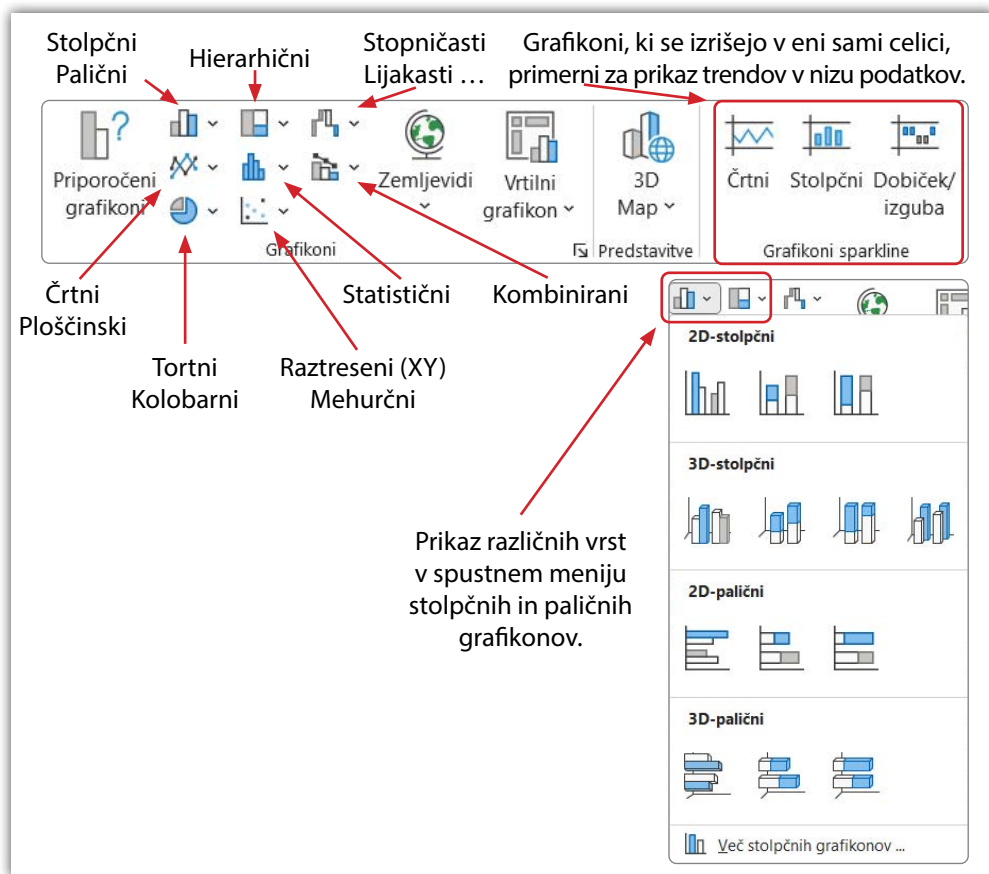 Stolpčni
Palični
Hierarhični
Stopničasti
Lijakasti …
Grafikoni, ki se izrišejo v eni sami celici,
primerni za prikaz trendov v nizu podatkov.
Priporočeni
grafikoni
Zemljevidi
Vrtilni
grafikon
3D
Map
Črtni
Stolpčni
Dobiček/
izguba
Grafikoni
Predstavitve
Grafikoni sparkline
Črtni
Ploščinski
Tortni
Kolobarni
Raztreseni (XY)
Mehurčni
Statistični
Kombinirani
Prikaz različnih vrst
v spustnem meniju
stolpčnih in paličnih
grafikonov.
2D-stolpčni
3D-stolpčni
2D-palični
3D-palični
Več stolpčnih grafikonov ...